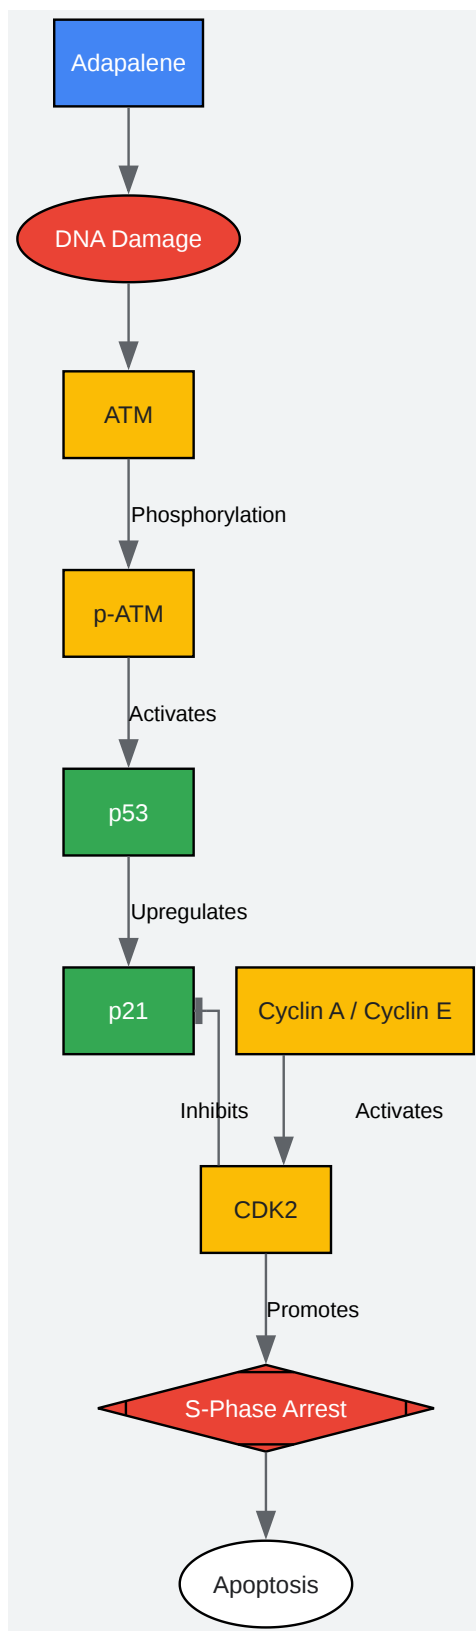 Adapalene
DNA Damage
ATM
Phosphorylation
p-ATM
Activates
p53
Upregulates
p21
Cyclin A / Cyclin E
Inhibits
Activates
CDK2
Promotes
S-Phase Arrest
Apoptosis